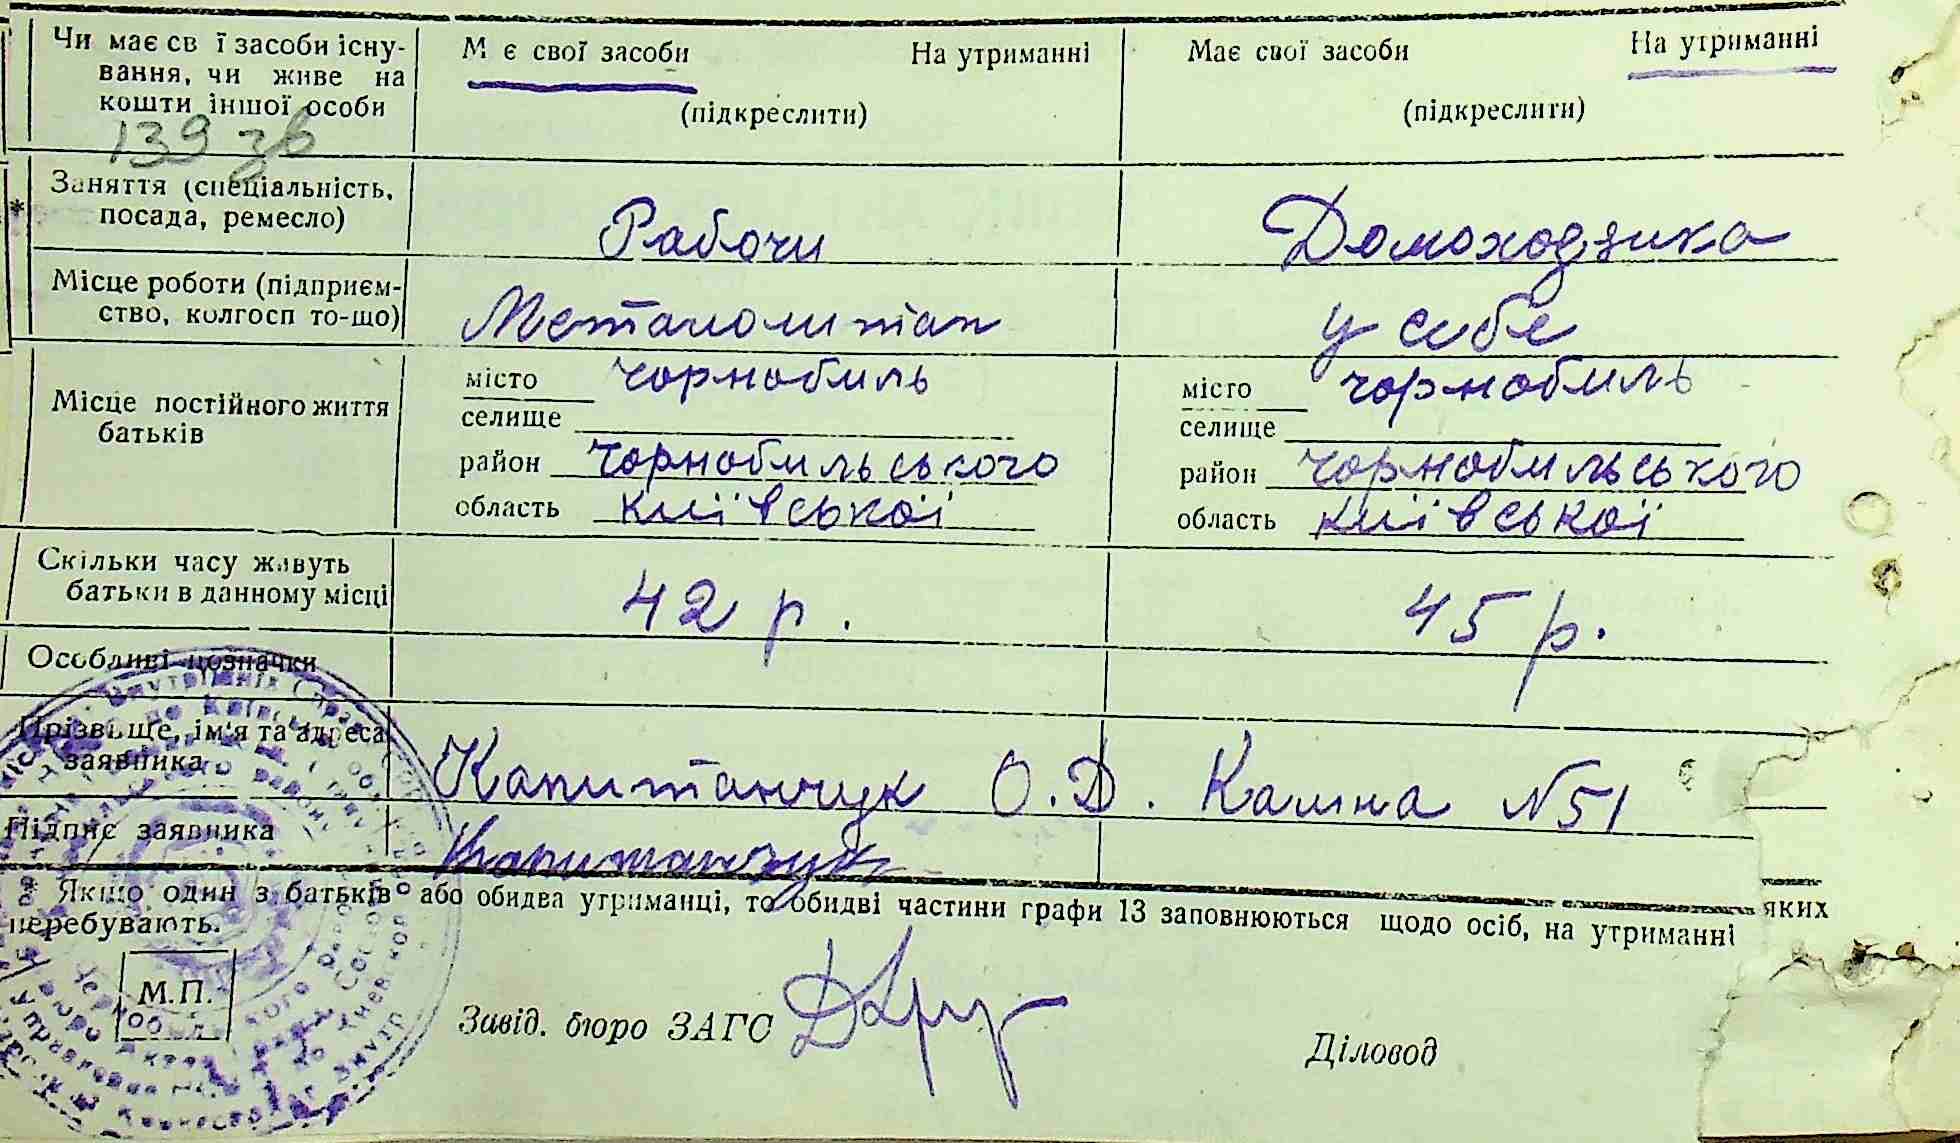 Чи має св ї засоби існу-
вання, чи живе на
кошти іншої особи
М є свої засоби На утриманні
(підкреслити)
Має свої засоби На утриманні
(підкреслити)
139 зв
* Заняття (спеціальність,
посада, ремесло)
Рабочи
Домоходзика
Місце роботи (підприєм-
ство, колгосп то-що)
у себе
Місце постійного життя
батьків
місто Чорнобиль
селище
район Чорнобильського
область Київської
місто Чорнобиль
селище
район Чорнобильського
область Київської
Скільки часу живуть
батьки в данному місці
42 р.
45 р.
Особливі позначки
Прізвище, ім'я та адреса
заявника
Капитанчук О.Д. Калина №51
Підпис заявника
Капитанчук
* Якщо один з батьків або обидва утриманці, то обидві частини графи 13 заповнюються щодо осіб, на утриманні яких
перебувають.
М.П.
Завід. бюро ЗАГС
Діловод